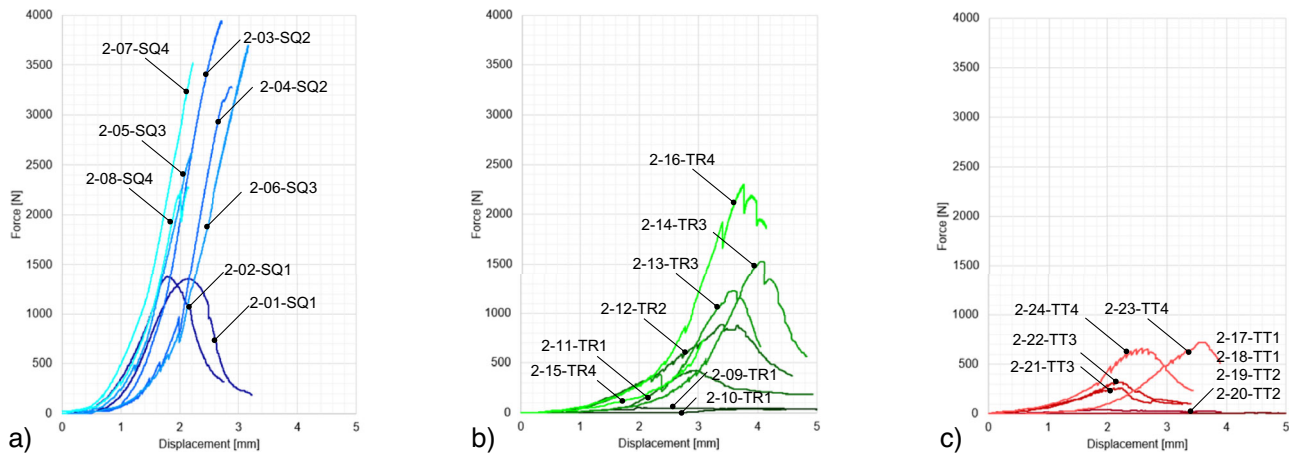 4000
3500
3000
2500
2000
1500
1000
500
0
Force [N]
2-07-SQ4
2-03-SQ2
2-04-SQ2
2-05-SQ3
2-08-SQ4
2-06-SQ3
2-02-SQ1
2-01-SQ1
0 1 2 3 4 5
Displacement [mm]
a)
4000
3500
3000
2500
2000
1500
1000
500
0
Force [N]
2-16-TR4
2-14-TR3
2-13-TR3
2-12-TR2
2-11-TR1
2-15-TR4
2-09-TR1
2-10-TR1
0 1 2 3 4 5
Displacement [mm]
b)
4000
3500
3000
2500
2000
1500
1000
500
0
Force [N]
2-24-TT4
2-23-TT4
2-22-TT3
2-21-TT3
2-17-TT1
2-18-TT1
2-19-TT2
2-20-TT2
0 1 2 3 4 5
Displacement [mm]
c)